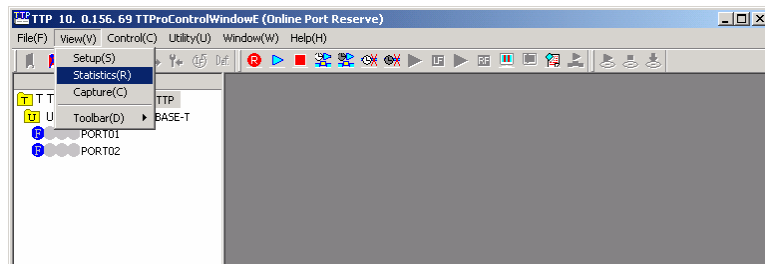 TTP 10. 0.156. 69 TTProControlWindowE (Online Port Reserve)
File(F) View(V) Control(C) Utility(U) Window(W) Help(H)
Setup(S)
Statistics(R)
Capture(C)
Toolbar(D)
T T TTP
U U BASE-T
F PORT01
F PORT02
R LF RF